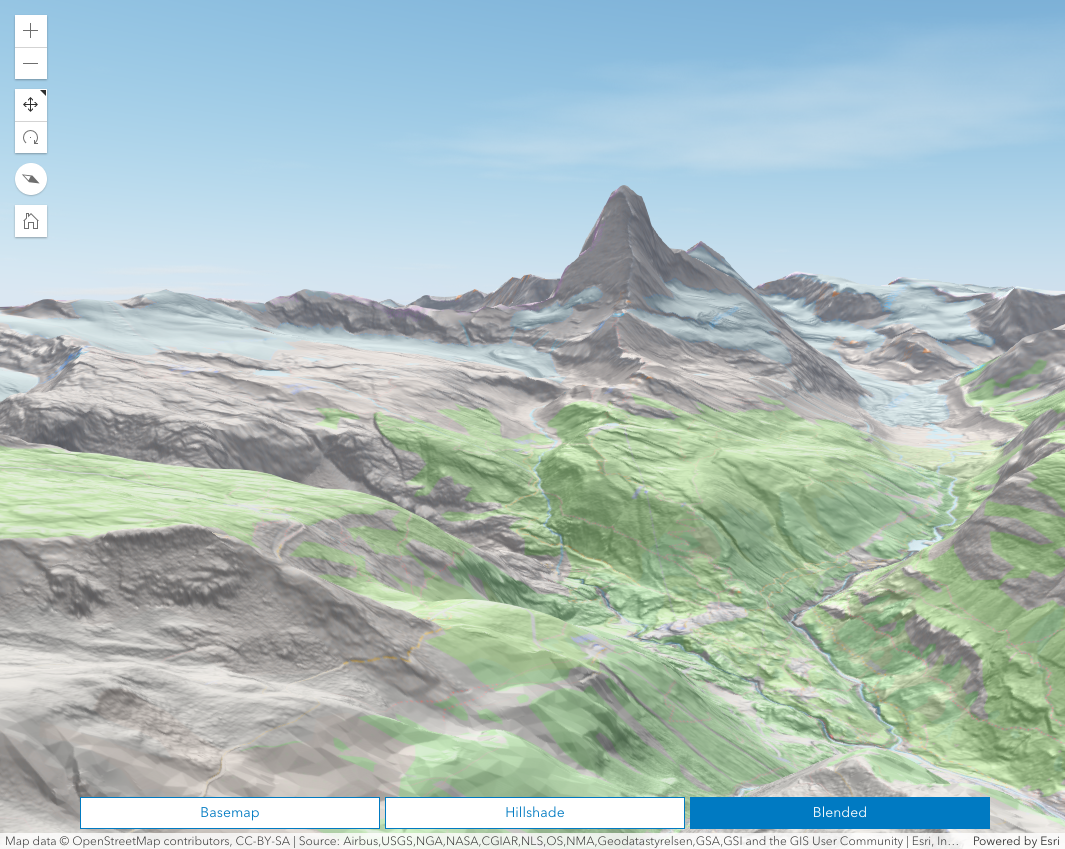 Basemap
Hillshade
Blended
Map data © OpenStreetMap contributors, CC-BY-SA | Source: Airbus,USGS,NGA,NASA,CGIAR,NLS,OS,NMA,Geodatastyrelsen,GSA,GSI and the GIS User Community | Esri, In… Powered by Esri